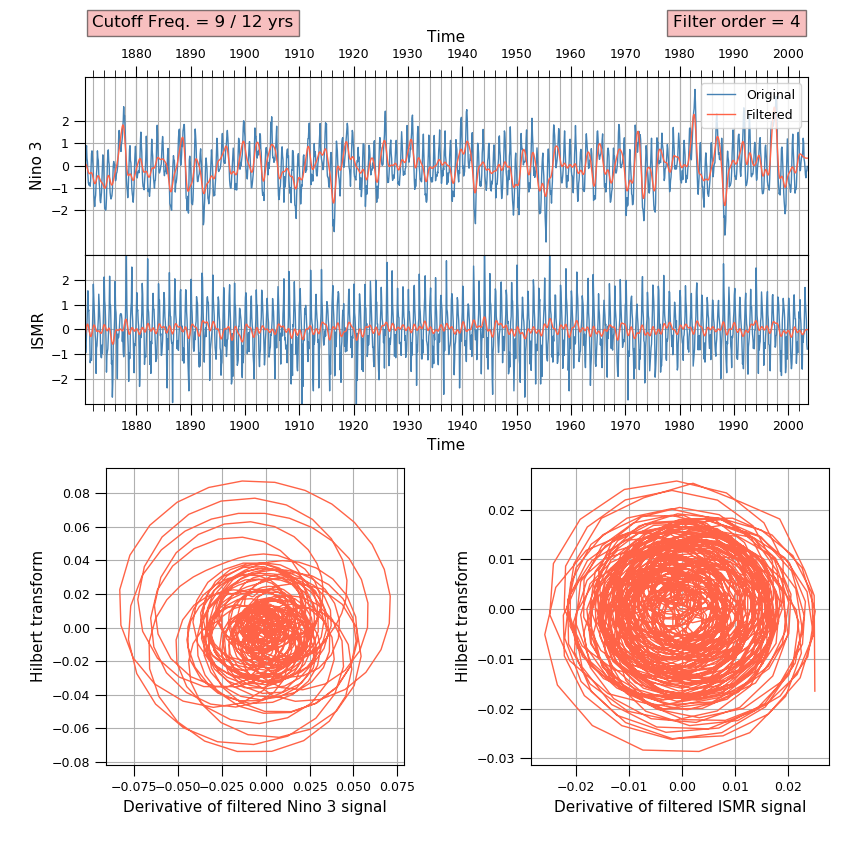 Cutoff Freq. = 9 / 12 yrs
Filter order = 4
Time
1880 1890 1900 1910 1920 1930 1940 1950 1960 1970 1980 1990 2000
Original
Filtered
Nino 3
2
1
0
−1
−2
ISMR
2
1
0
−1
−2
1880 1890 1900 1910 1920 1930 1940 1950 1960 1970 1980 1990 2000
Time
Hilbert transform
0.08
0.06
0.04
0.02
0.00
−0.02
−0.04
−0.06
−0.08
−0.075 −0.050 −0.025 0.000 0.025 0.050 0.075
Derivative of filtered Nino 3 signal
Hilbert transform
0.02
0.01
0.00
−0.01
−0.02
−0.03
−0.02 −0.01 0.00 0.01 0.02
Derivative of filtered ISMR signal